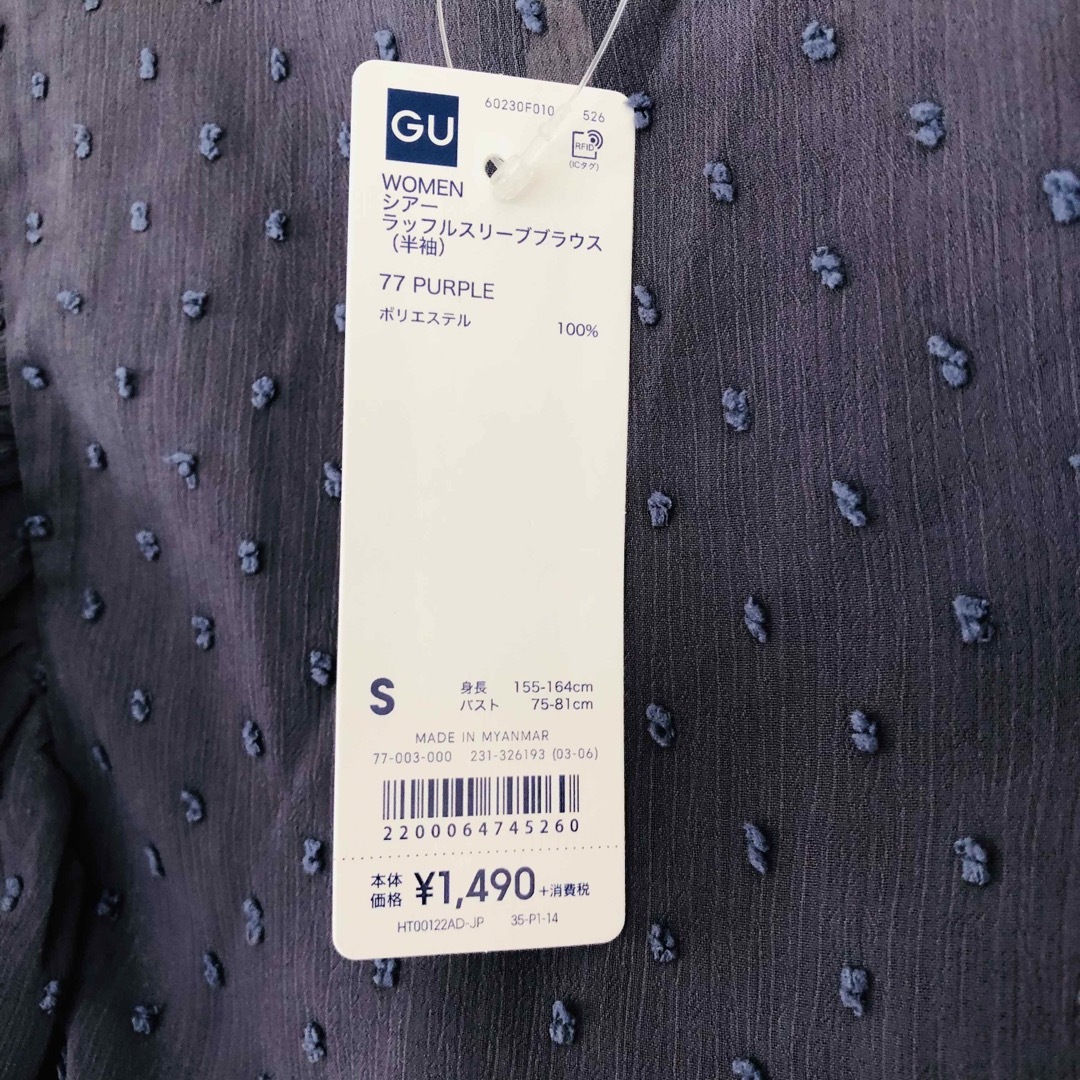 GU
60230F010 526
RFID
(ICタグ)
WOMEN
シアー
ラッフルスリーブブラウス
（半袖）
77 PURPLE
ポリエステル 100%
S
身長 155-164cm
バスト 75-81cm
MADE IN MYANMAR
77-003-000 231-326193 (03-06)
2200064745260
本体
価格 ¥1,490 +消費税
HT00122AD-JP 35-P1-14